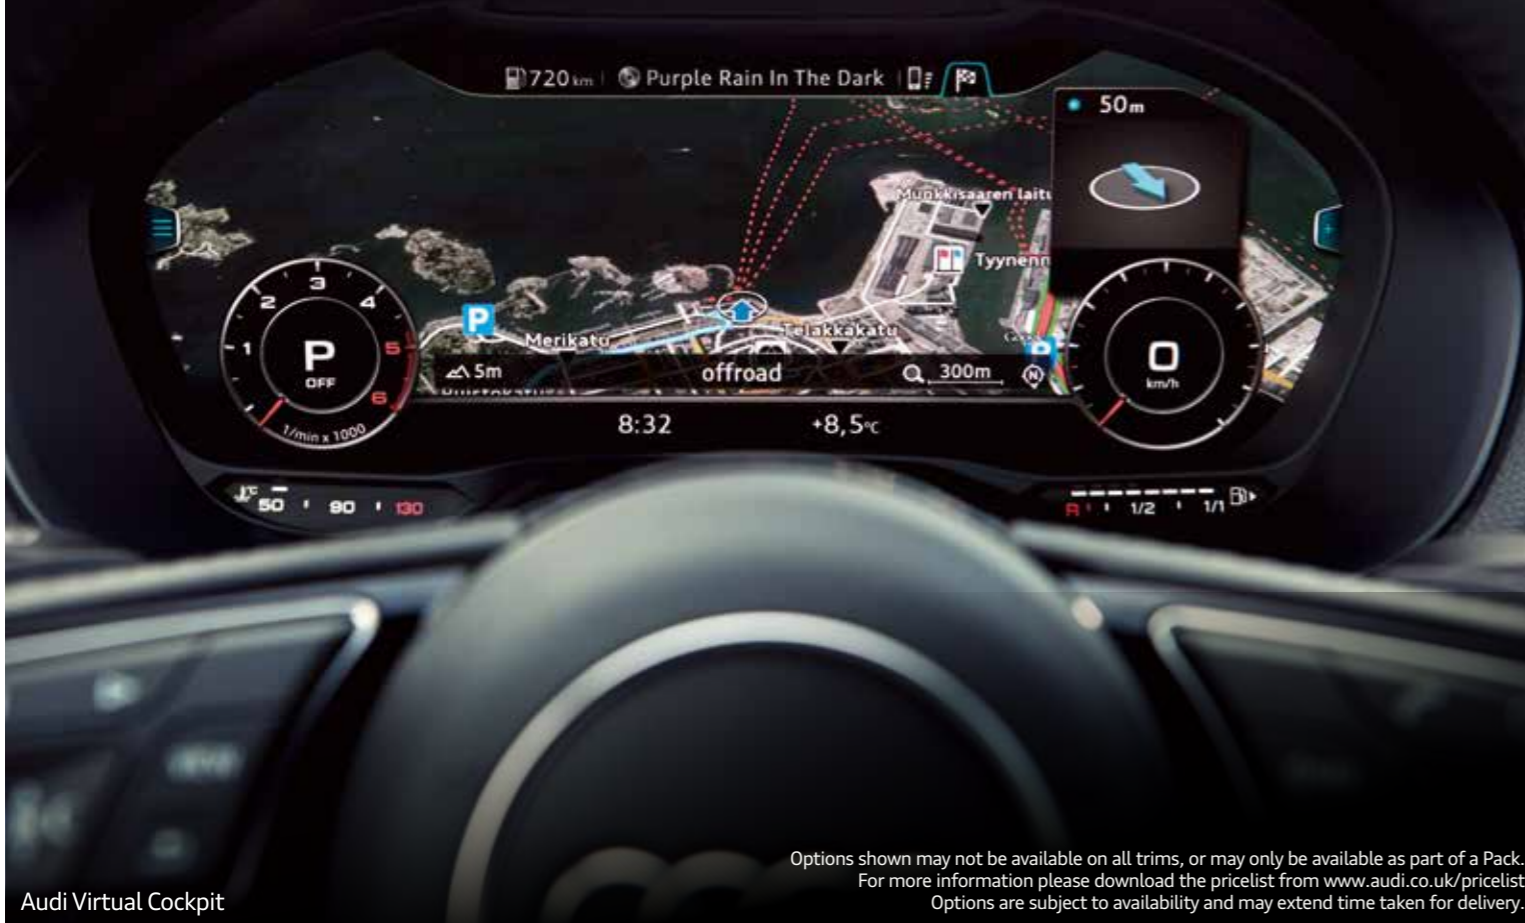 720 km
Purple Rain In The Dark
50 m
Munkkisaaren laitu
Tyynenn
P
Merikatu
Telakkakatu
P
5m
offroad
300m
N
1
2
3
4
5
6
P
OFF
1/min x 1000
0
km/h
8:32
+8,5°C
°C
50 90 130
R 1/2 1/1
Audi Virtual Cockpit
Options shown may not be available on all trims, or may only be available as part of a Pack.
For more information please download the pricelist from www.audi.co.uk/pricelist
Options are subject to availability and may extend time taken for delivery.